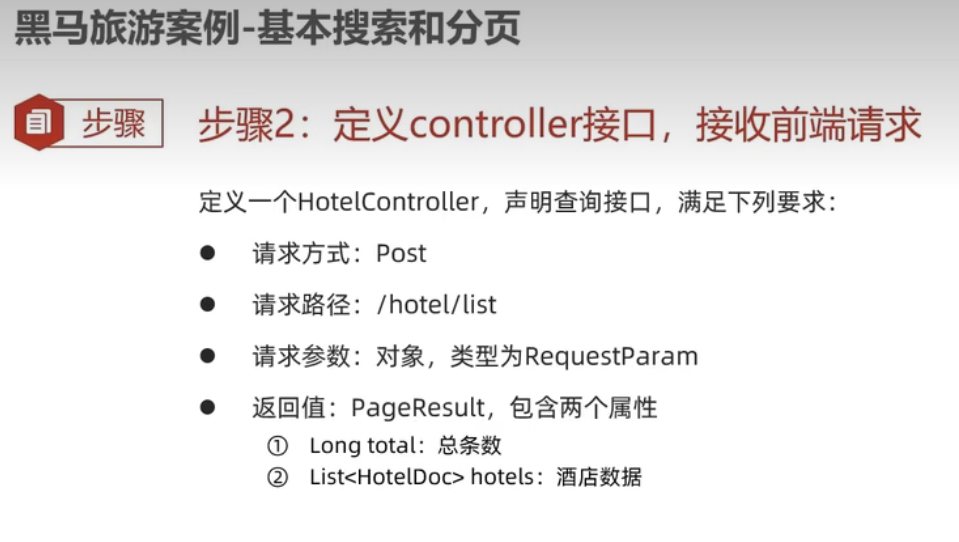 黑马旅游案例-基本搜索和分页
步骤
步骤2：定义controller接口，接收前端请求
定义一个HotelController，声明查询接口，满足下列要求：
● 请求方式：Post
● 请求路径：/hotel/list
● 请求参数：对象，类型为RequestParam
● 返回值：PageResult，包含两个属性
① Long total：总条数
② List<HotelDoc> hotels：酒店数据